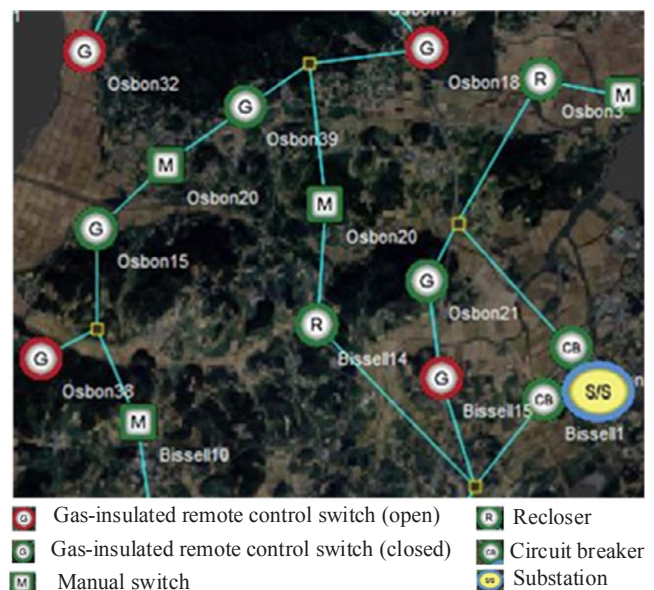 G
G
Osbon32
Osbon18
R
M
G
Osbon3
Osbon39
M
Osbon20
M
Osbon20
G
Osbon15
G
Osbon21
R
Bissell14
CB
G
Osbon38
G
Bissell15
CB
S/S
M
Bissell1
Bissell10
G Gas-insulated remote control switch (open)
R Recloser
G Gas-insulated remote control switch (closed)
CB Circuit breaker
M Manual switch
S/S Substation